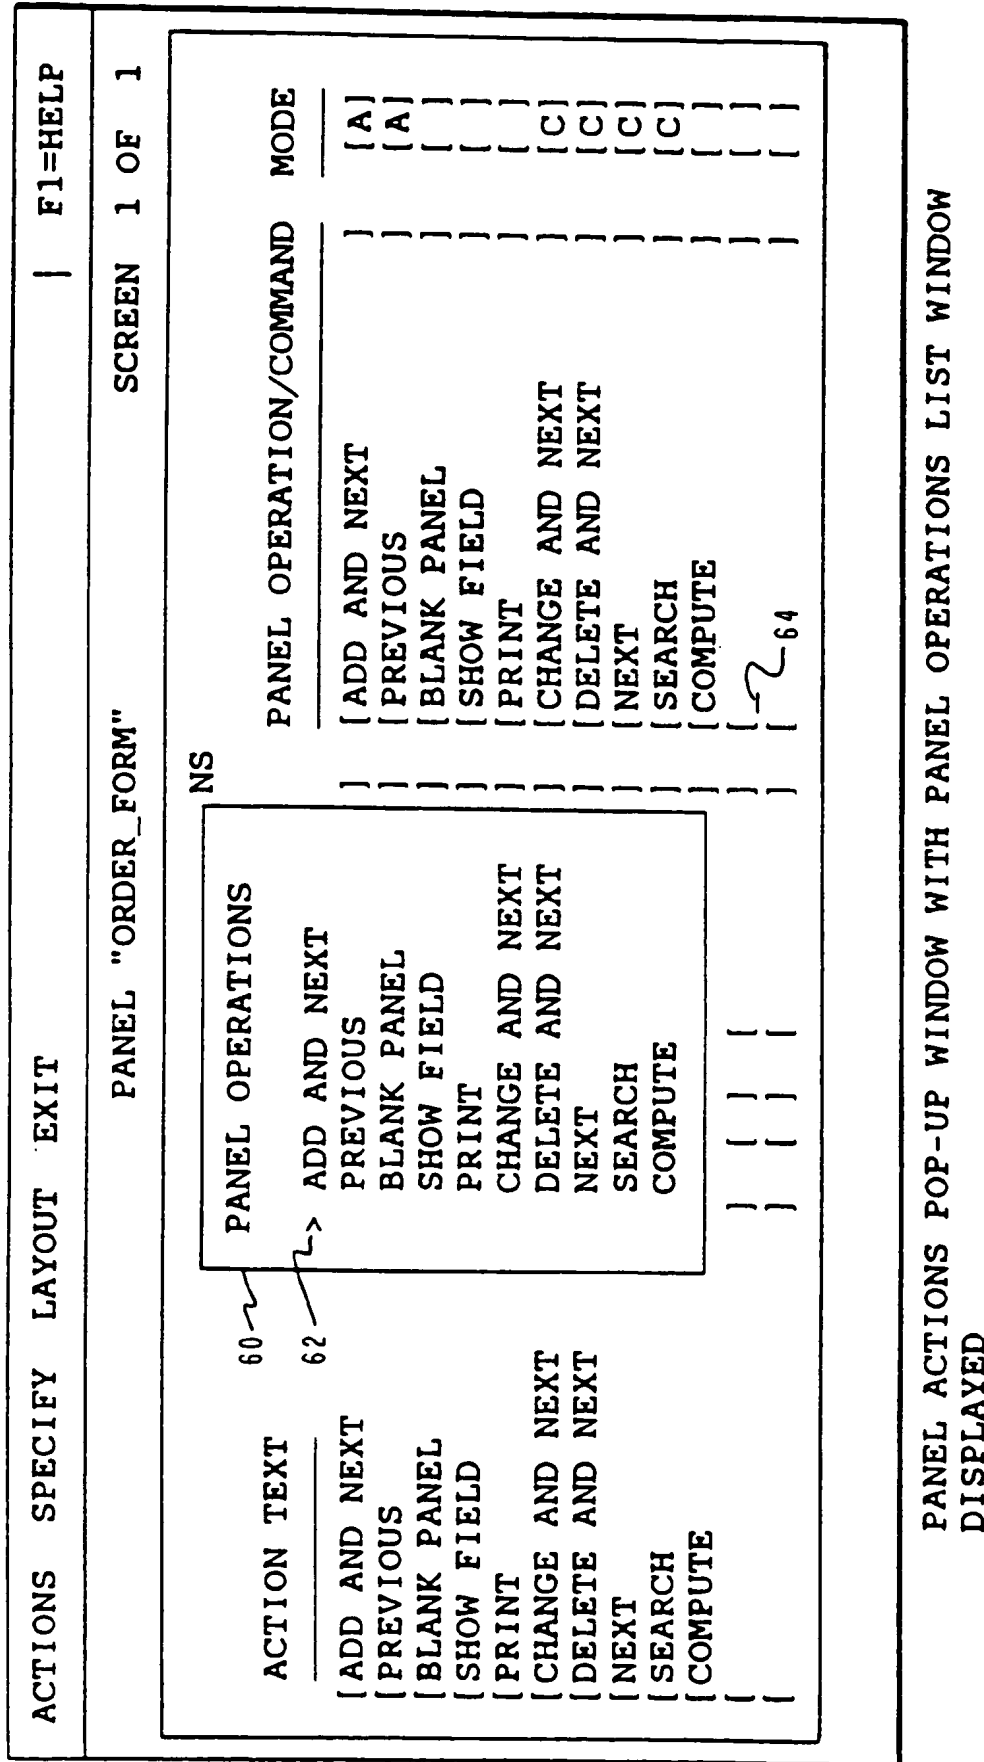 ACTIONS SPECIFY LAYOUT EXIT | F1=HELP
PANEL "ORDER_FORM" SCREEN 1 OF 1
NS
60
PANEL OPERATIONS
62
> ADD AND NEXT
PREVIOUS
BLANK PANEL
SHOW FIELD
PRINT
CHANGE AND NEXT
DELETE AND NEXT
NEXT
SEARCH
COMPUTE
ACTION TEXT PANEL OPERATION/COMMAND MODE
[ADD AND NEXT ] [ADD AND NEXT ] [A]
[PREVIOUS ] [PREVIOUS ] [A]
[BLANK PANEL ] [BLANK PANEL ] [ ]
[SHOW FIELD ] [SHOW FIELD ] [ ]
[PRINT ] [PRINT ] [ ]
[CHANGE AND NEXT ] [CHANGE AND NEXT ] [C]
[DELETE AND NEXT ] [DELETE AND NEXT ] [C]
[NEXT ] [NEXT ] [C]
[SEARCH ] [SEARCH ] [C]
[COMPUTE ] [COMPUTE ] [ ]
[ ] [ ] [ ] [ ] [ ]
[ ] [ ] [ ] [ 64 ] [ ]
PANEL ACTIONS POP-UP WINDOW WITH PANEL OPERATIONS LIST WINDOW
DISPLAYED